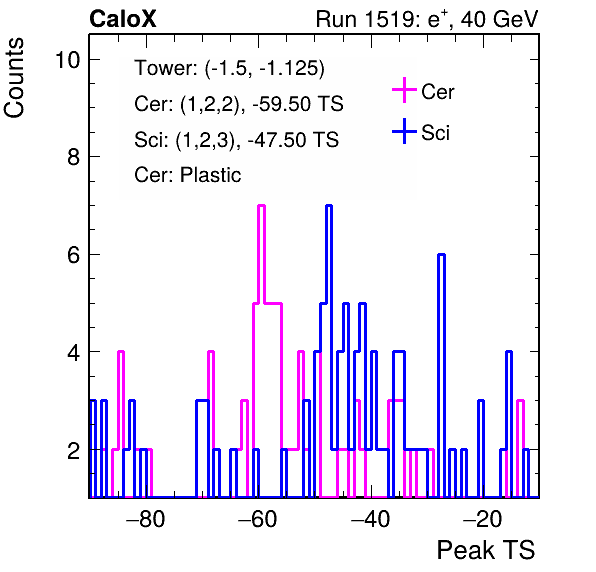 CaloX
Run 1519: e+, 40 GeV
Counts
Tower: (-1.5, -1.125)
Cer: (1,2,2), -59.50 TS
Sci: (1,2,3), -47.50 TS
Cer: Plastic
Cer
Sci
10
8
6
4
2
−80
−60
−40
−20
Peak TS